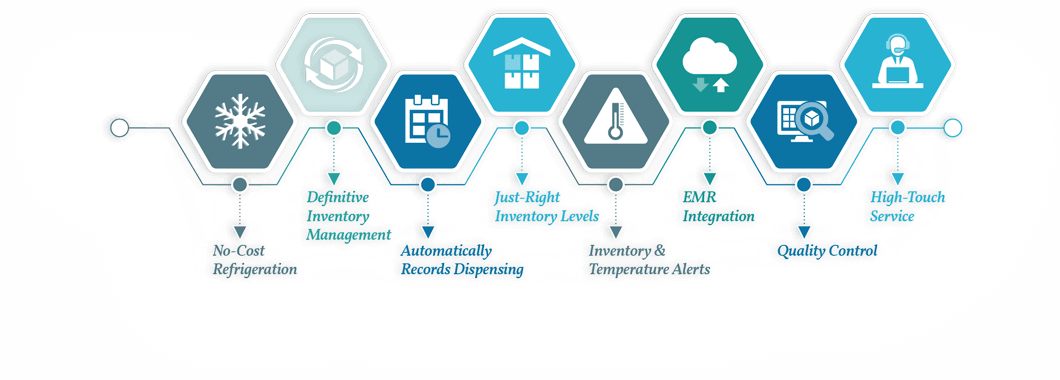 No-Cost
Refrigeration
Definitive
Inventory
Management
Automatically
Records Dispensing
Just-Right
Inventory Levels
Inventory &
Temperature Alerts
EMR
Integration
Quality Control
High-Touch
Service